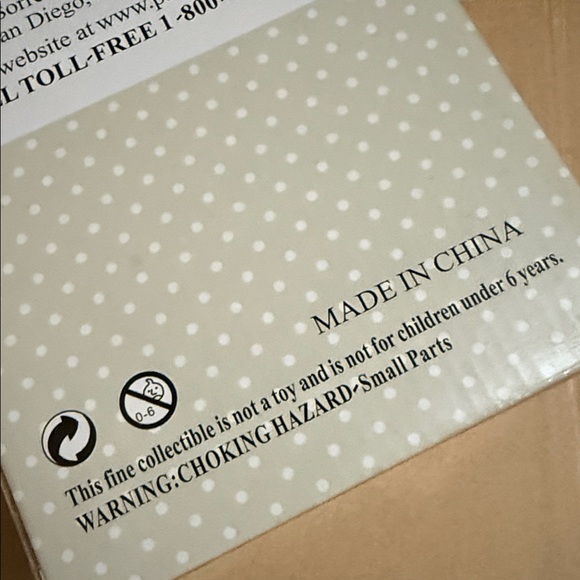 an Diego,
website at www.p
L TOLL-FREE 1-800-
MADE IN CHINA
0-6
This fine collectible is not a toy and is not for children under 6 years.
WARNING:CHOKING HAZARD-Small Parts